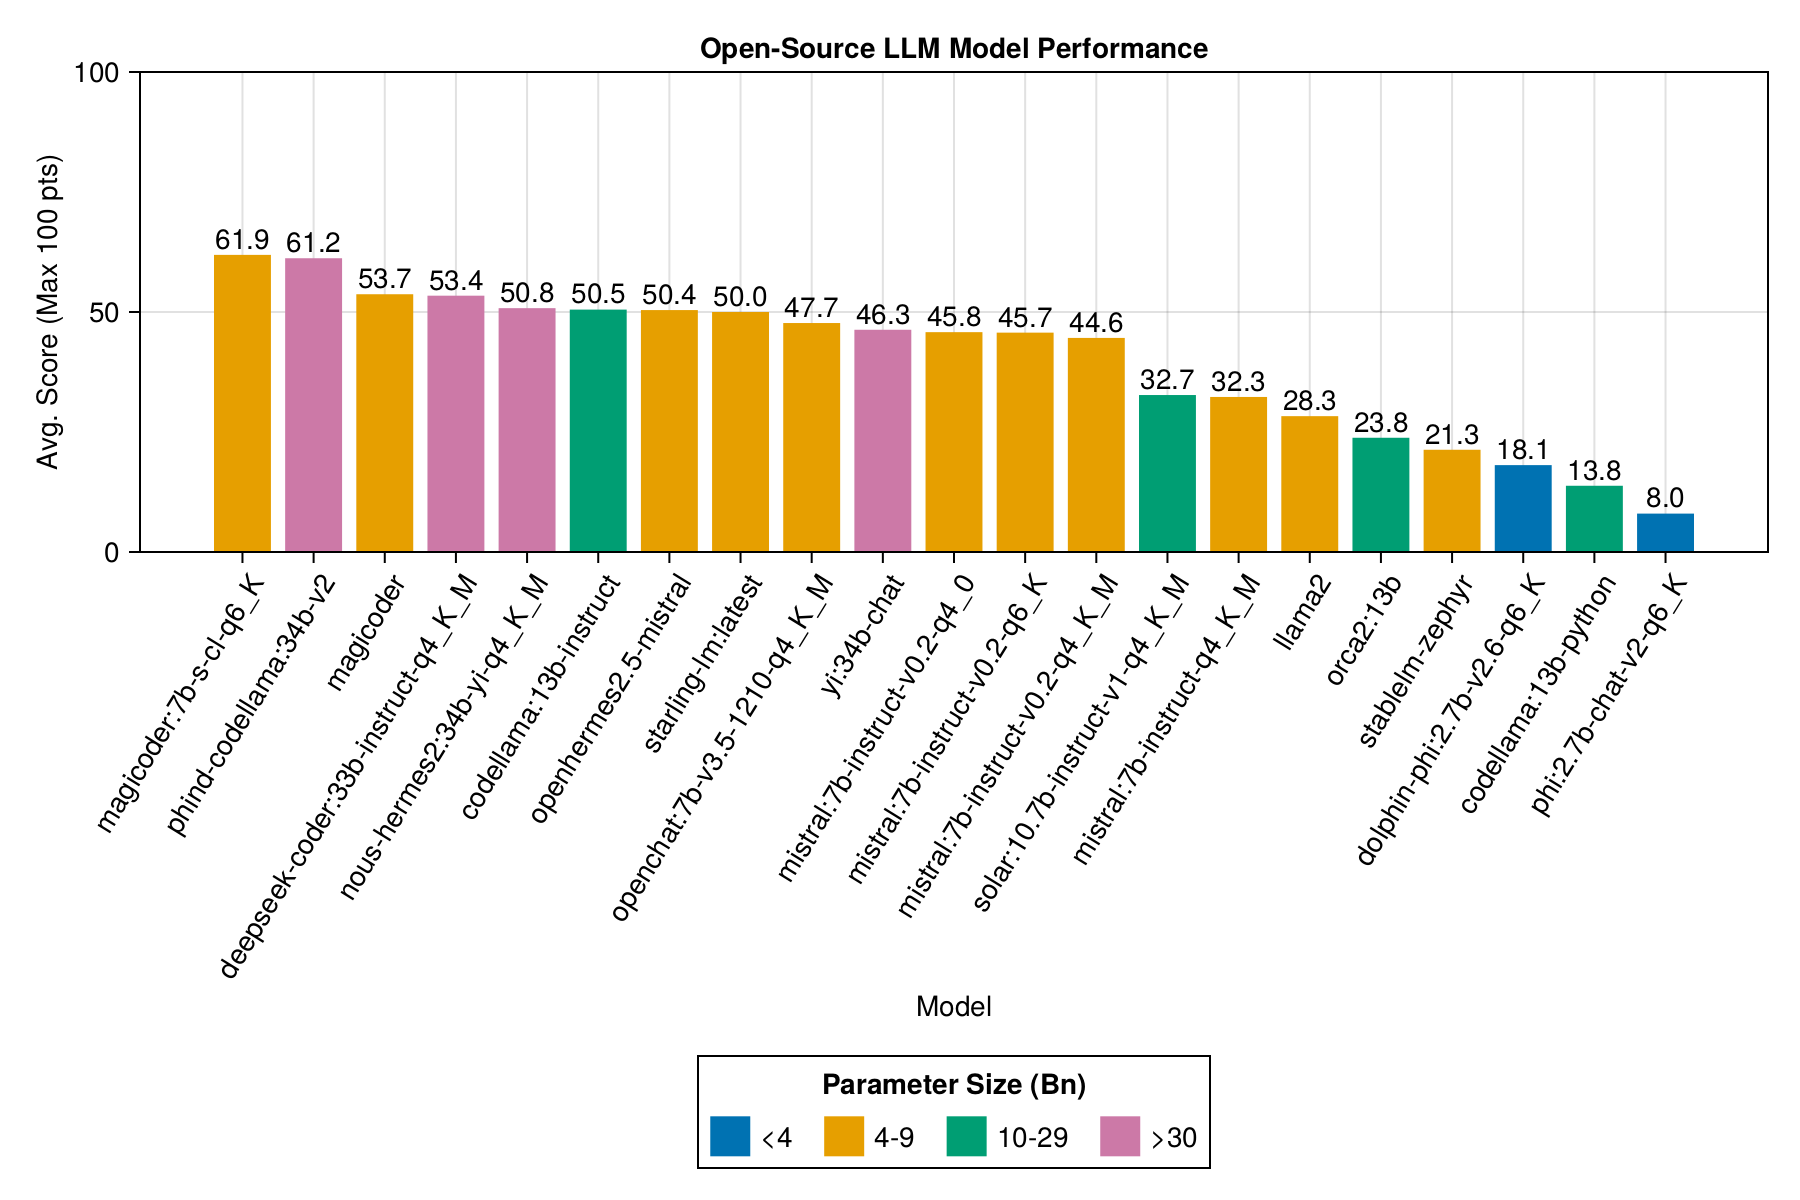 Open-Source LLM Model Performance
Avg. Score (Max 100 pts)
100
50
0
61.9
61.2
53.7
53.4
50.8
50.5
50.4
50.0
47.7
46.3
45.8
45.7
44.6
32.7
32.3
28.3
23.8
21.3
18.1
13.8
8.0
magicoder:7b-s-cl-q6_K
phind-codellama:34b-v2
magicoder
deepseek-coder:33b-instruct-q4_K_M
nous-hermes2:34b-yi-q4_K_M
codellama:13b-instruct
openhermes2.5-mistral
starling-lm:latest
openchat:7b-v3.5-1210-q4_K_M
yi:34b-chat
mistral:7b-instruct-v0.2-q4_0
mistral:7b-instruct-v0.2-q6_K
mistral:7b-instruct-v0.2-q4_K_M
solar:10.7b-instruct-v1-q4_K_M
mistral:7b-instruct-q4_K_M
llama2
orca2:13b
stablelm-zephyr
dolphin-phi:2.7b-v2.6-q6_K
codellama:13b-python
phi:2.7b-chat-v2-q6_K
Model
Parameter Size (Bn)
<4
4-9
10-29
>30